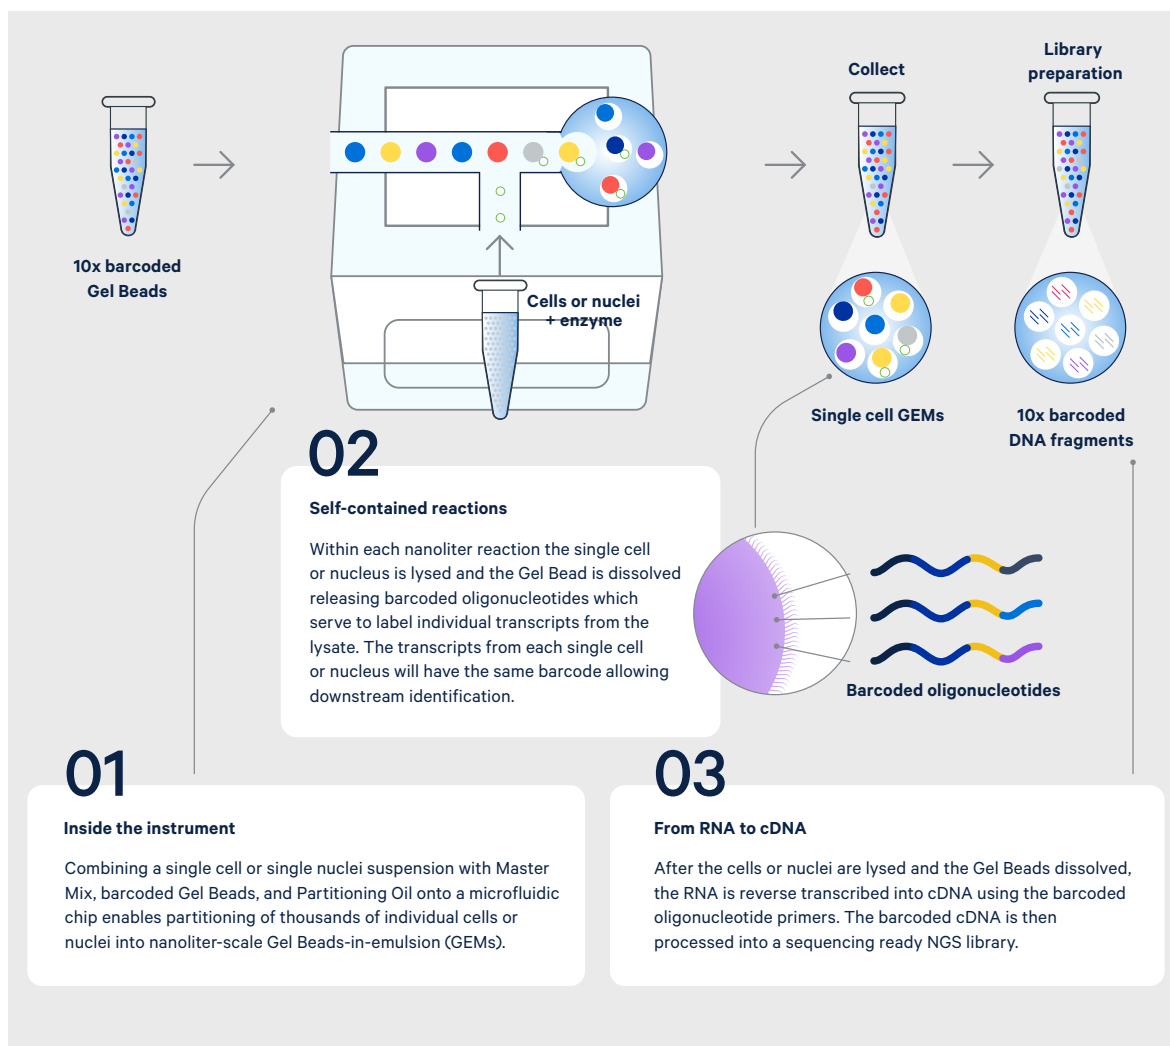 10x barcoded
Gel Beads
Cells or nuclei
+ enzyme
Collect
Library
preparation
Single cell GEMs
10x barcoded
DNA fragments
02
Self-contained reactions
Within each nanoliter reaction the single cell
or nucleus is lysed and the Gel Bead is dissolved
releasing barcoded oligonucleotides which
serve to label individual transcripts from the
lysate. The transcripts from each single cell
or nucleus will have the same barcode allowing
downstream identification.
Barcoded oligonucleotides
01
Inside the instrument
Combining a single cell or single nuclei suspension with Master
Mix, barcoded Gel Beads, and Partitioning Oil onto a microfluidic
chip enables partitioning of thousands of individual cells or
nuclei into nanoliter-scale Gel Beads-in-emulsion (GEMs).
03
From RNA to cDNA
After the cells or nuclei are lysed and the Gel Beads dissolved,
the RNA is reverse transcribed into cDNA using the barcoded
oligonucleotide primers. The barcoded cDNA is then
processed into a sequencing ready NGS library.